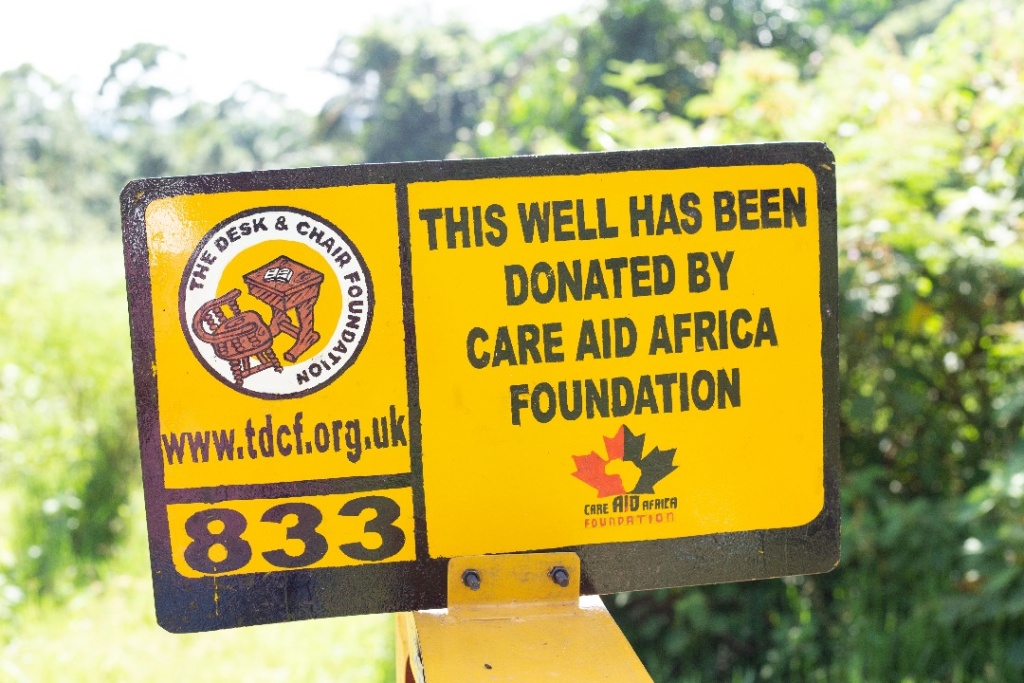 THE DESK & CHAIR FOUNDATION
www.tdcf.org.uk
833
THIS WELL HAS BEEN
DONATED BY
CARE AID AFRICA
FOUNDATION
CARE AID AFRICA
FOUNDATION